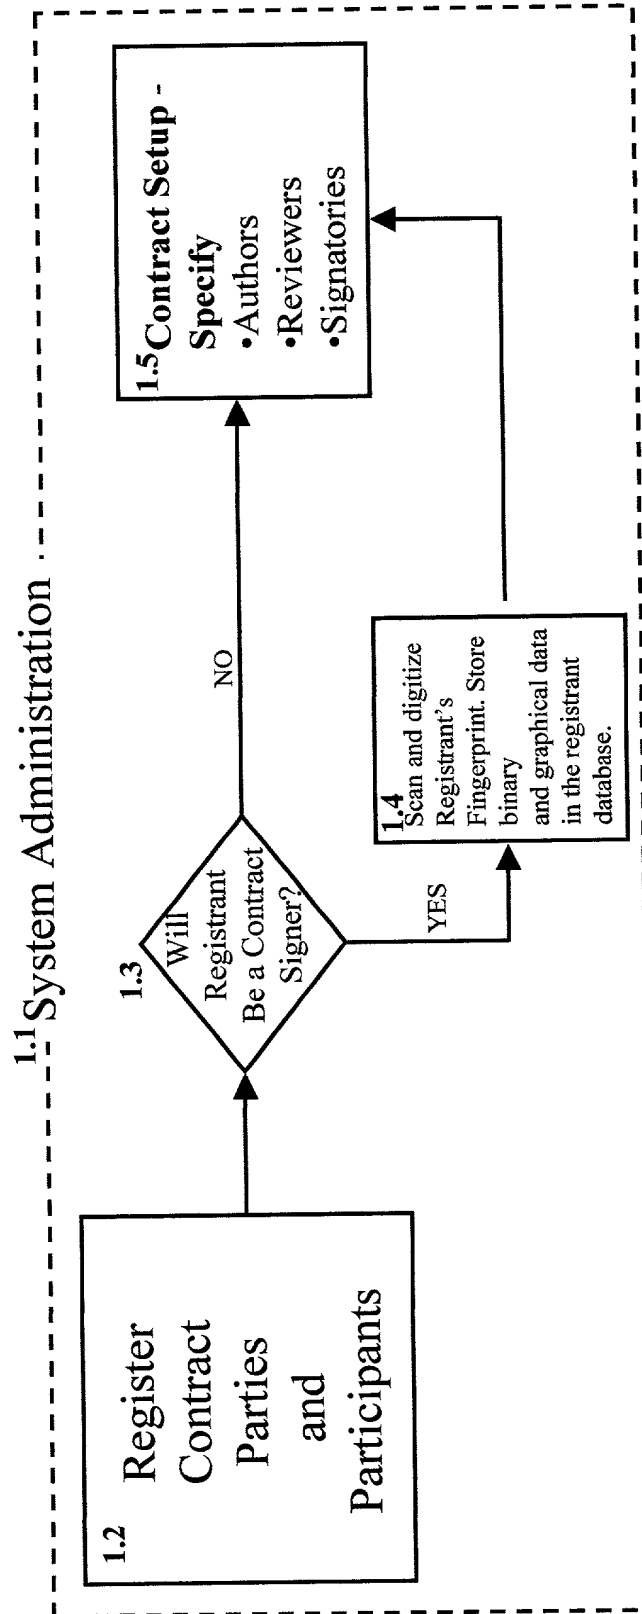 1.1 System Administration
1.2
Register
Contract
Parties
and
Participants
1.3
Will
Registrant
Be a Contract
Signer?
NO
YES
1.4
Scan and digitize
Registrant's
Fingerprint. Store
binary
and graphical data
in the registrant
database.
1.5 Contract Setup -
Specify
•Authors
•Reviewers
•Signatories